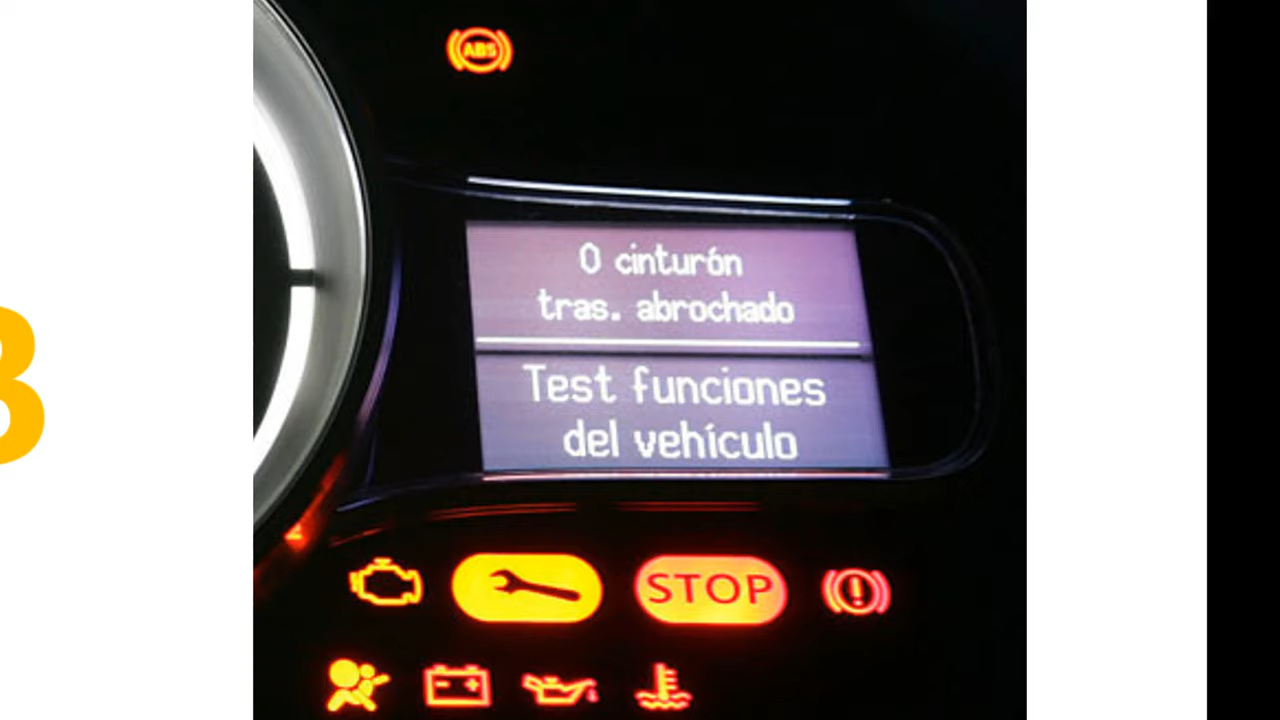 ABS
0 cinturón
tras. abrochado
Test funciones
del vehículo
STOP